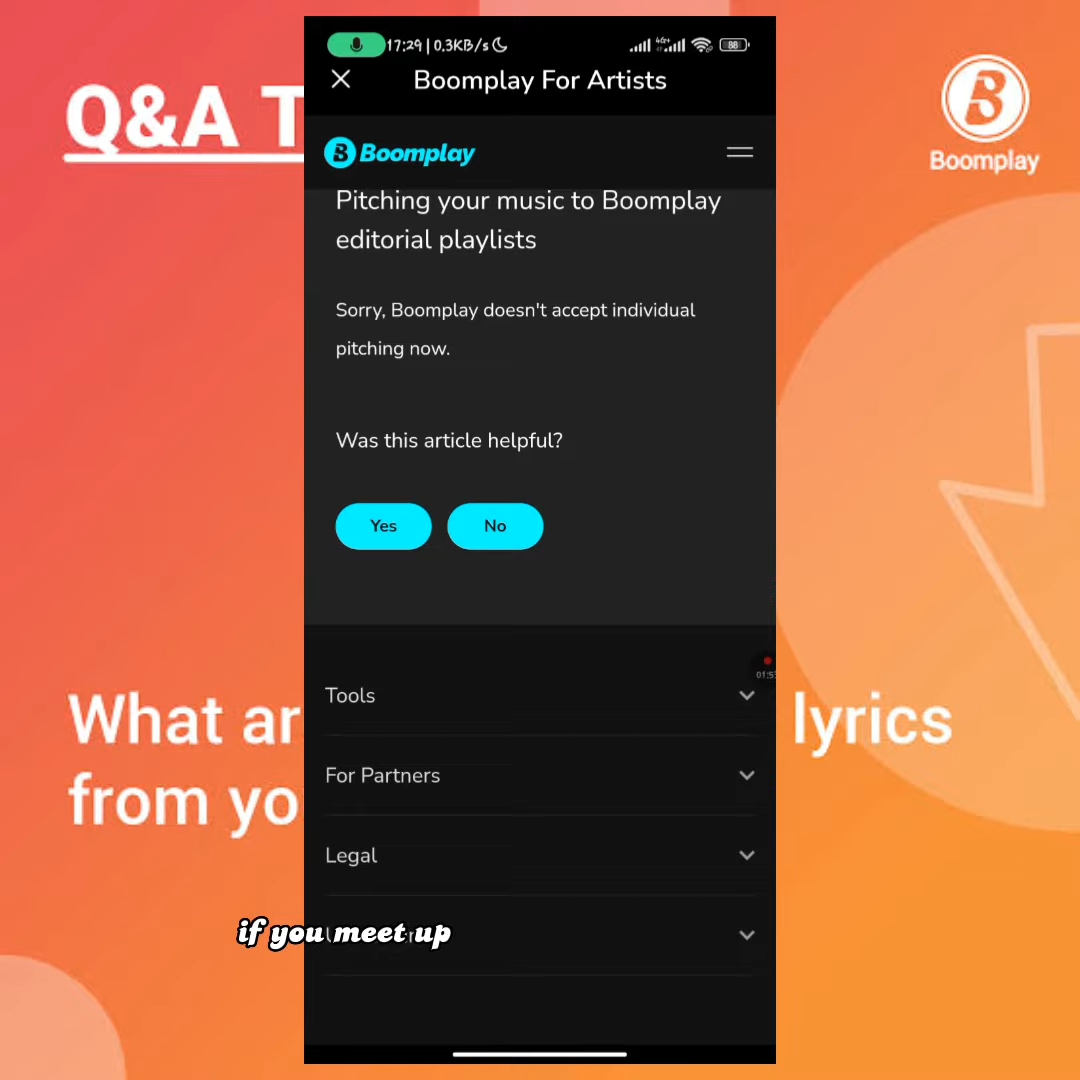 17:29 | 0.3KB/s
4G+
88
Boomplay For Artists
Q&A T
Boomplay
Boomplay
Pitching your music to Boomplay
editorial playlists
Sorry, Boomplay doesn't accept individual
pitching now.
Was this article helpful?
Yes
No
Tools
What ar
lyrics
For Partners
from yo
Legal
if you meet up